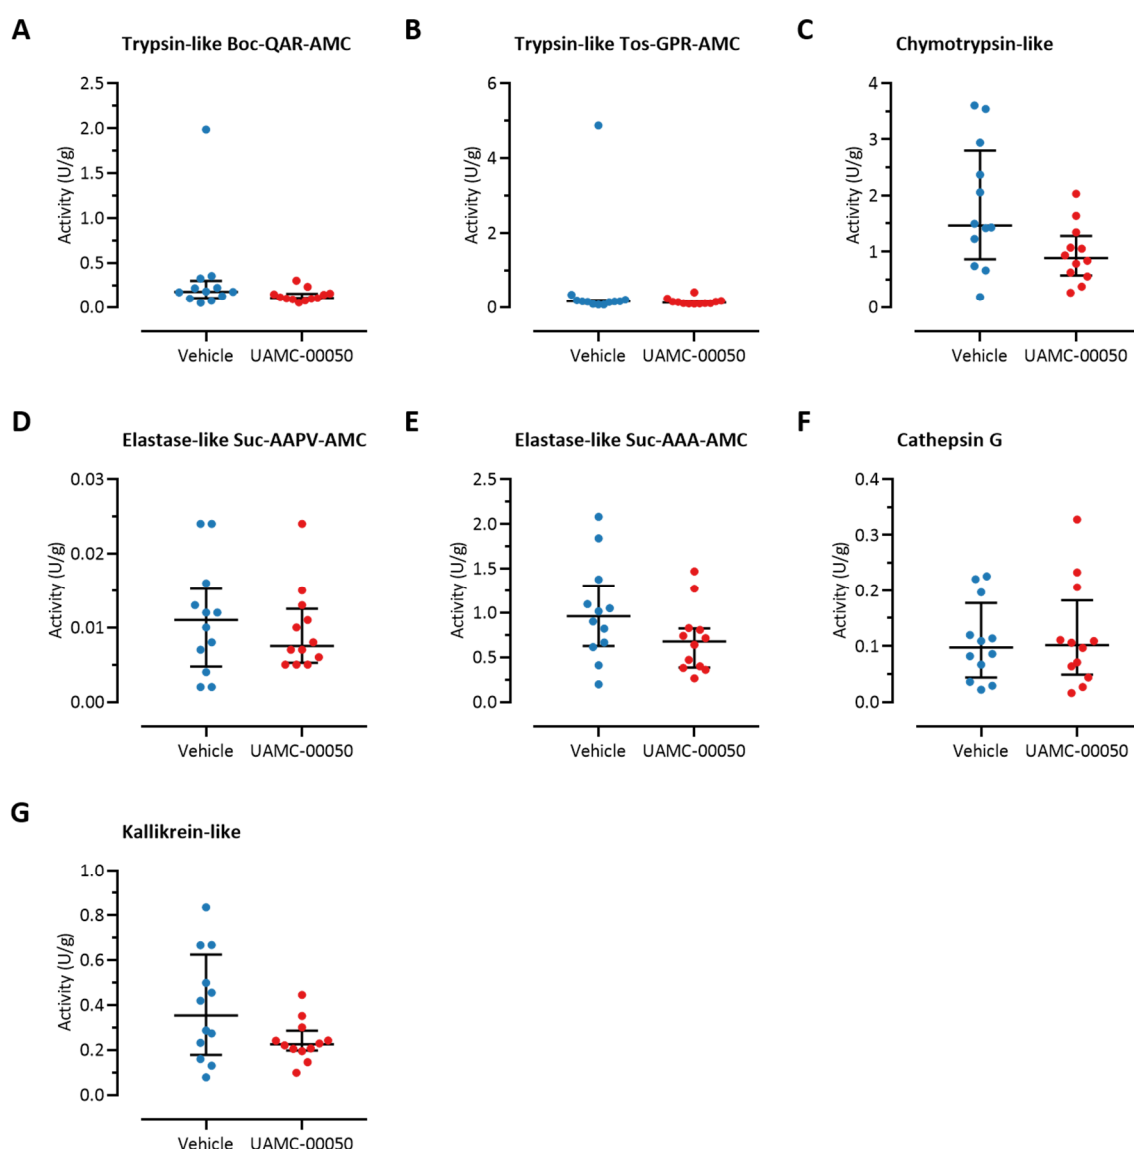 A
Trypsin-like Boc-QAR-AMC
Activity (U/g)
2.5
2.0
1.5
1.0
0.5
0.0
Vehicle UAMC-00050
B
Trypsin-like Tos-GPR-AMC
Activity (U/g)
6
4
2
0
Vehicle UAMC-00050
C
Chymotrypsin-like
Activity (U/g)
4
3
2
1
0
Vehicle UAMC-00050
D
Elastase-like Suc-AAPV-AMC
Activity (U/g)
0.03
0.02
0.01
0.00
Vehicle UAMC-00050
E
Elastase-like Suc-AAA-AMC
Activity (U/g)
2.5
2.0
1.5
1.0
0.5
0.0
Vehicle UAMC-00050
F
Cathepsin G
Activity (U/g)
0.4
0.3
0.2
0.1
0.0
Vehicle UAMC-00050
G
Kallikrein-like
Activity (U/g)
1.0
0.8
0.6
0.4
0.2
0.0
Vehicle UAMC-00050